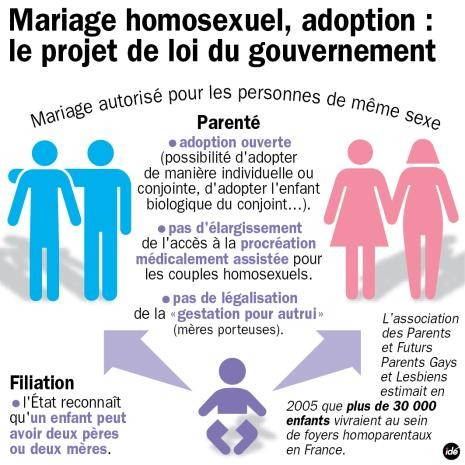 Mariage homosexuel, adoption :
le projet de loi du gouvernement
Mariage autorisé pour les personnes de même sexe
Parenté
• adoption ouverte
(possibilité d'adopter
de manière individuelle ou
conjointe, d'adopter l'enfant
biologique du conjoint...).
• pas d'élargissement
de l'accès à la procréation
médicalement assistée pour
les couples homosexuels.
• pas de légalisation
de la «gestation pour autrui»
(mères porteuses).
Filiation
• l'État reconnaît
qu'un enfant peut
avoir deux pères
ou deux mères.
L'association
des Parents
et Futurs
Parents Gays
et Lesbiens
estimait en
2005 que plus de 30 000
enfants vivraient au sein
de foyers homoparentaux
en France.
idé